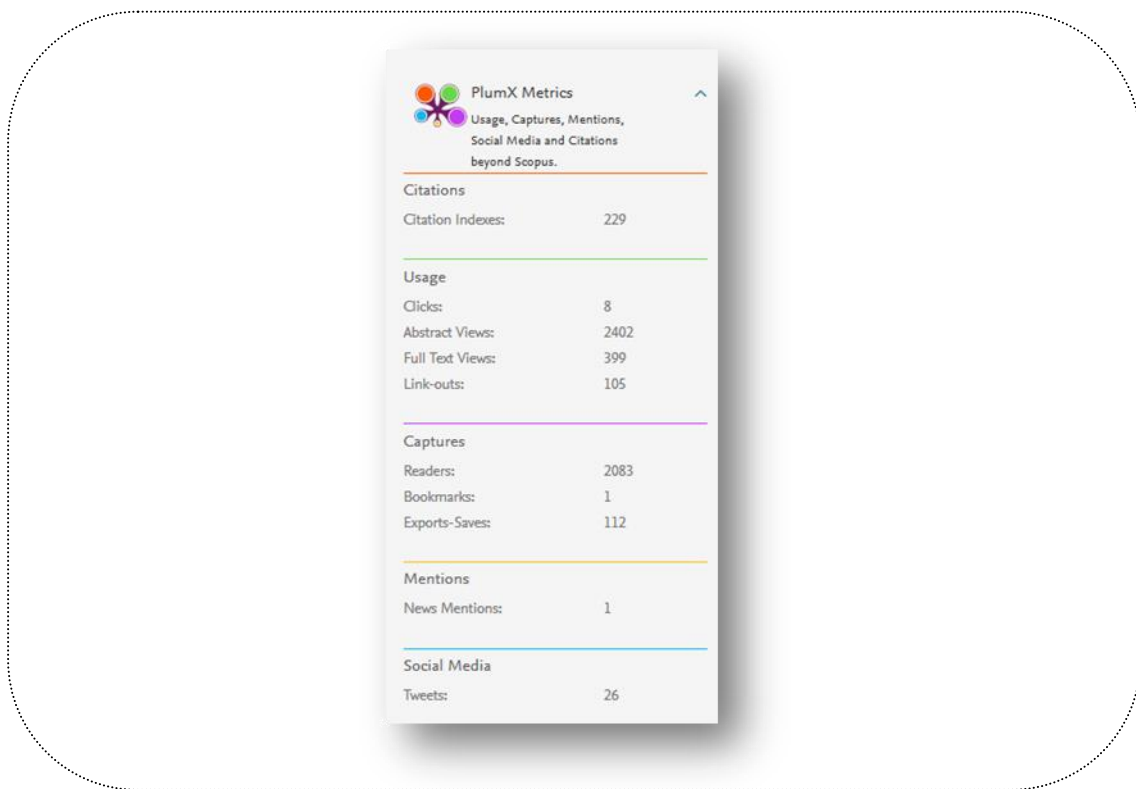 PlumX Metrics
Usage, Captures, Mentions,
Social Media and Citations
beyond Scopus.
Citations
Citation Indexes: 229
Usage
Clicks: 8
Abstract Views: 2402
Full Text Views: 399
Link-outs: 105
Captures
Readers: 2083
Bookmarks: 1
Exports-Saves: 112
Mentions
News Mentions: 1
Social Media
Tweets: 26